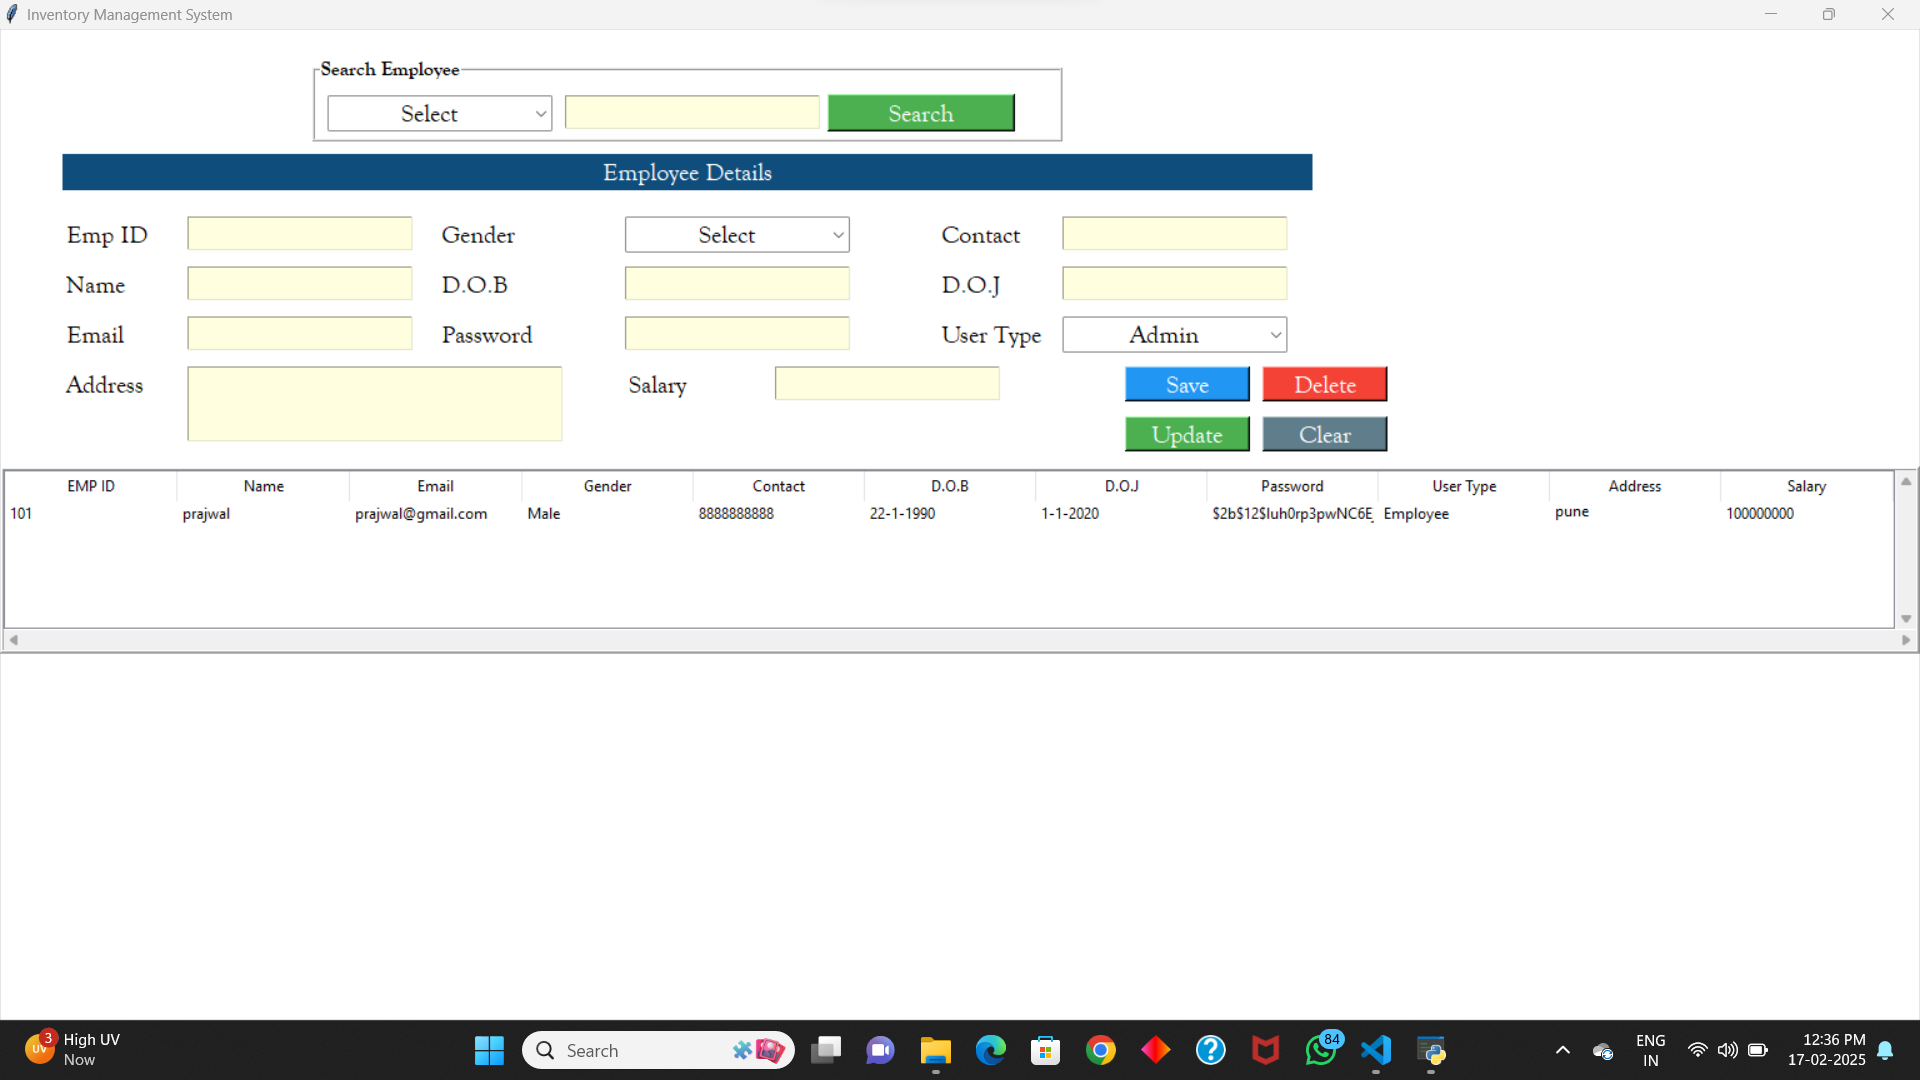 Inventory Management System
Search Employee
Select Search
Employee Details
Emp ID Gender Select Contact
Name D.O.B D.O.J
Email Password User Type Admin
Address Salary Save Delete
Update Clear
EMP ID Name Email Gender Contact D.O.B D.O.J Password User Type Address Salary
101 prajwal prajwal@gmail.com Male 8888888888 22-1-1990 1-1-2020 Employee pune 100000000
3 High UV 84 ENG 12:36 PM
UV Now Search IN 17-02-2025